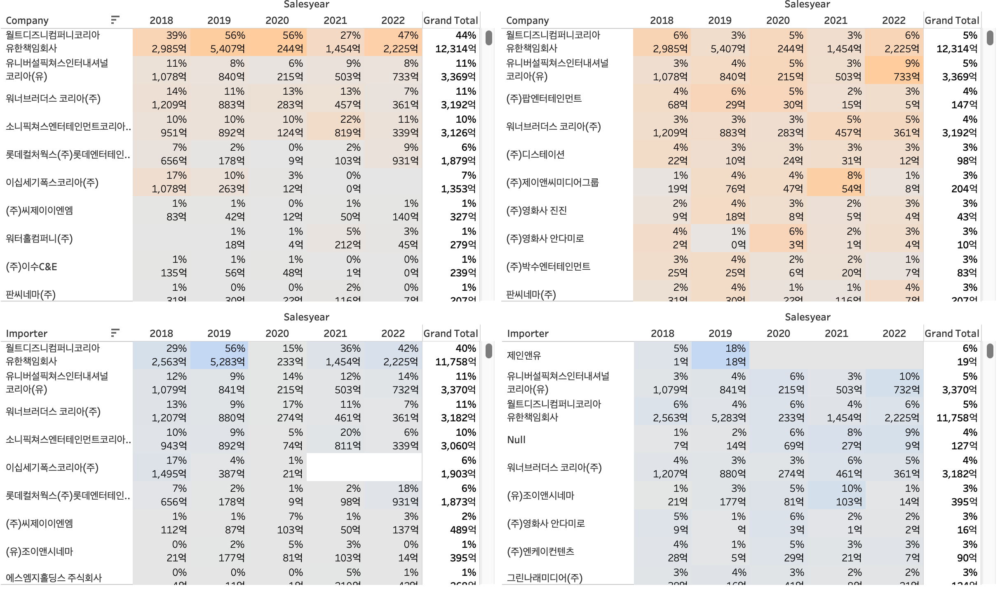 Salesyear
Company 2018 2019 2020 2021 2022 Grand Total
월트디즈니컴퍼니코리아 39% 56% 56% 27% 47% 44%
유한책임회사 2,985억 5,407억 244억 1,454억 2,225억 12,314억
유니버설픽쳐스인터내셔널 11% 8% 6% 9% 8% 11%
코리아(유) 1,078억 840억 215억 503억 733억 3,369억
워너브러더스 코리아(주) 14% 11% 13% 13% 7% 11%
1,209억 883억 283억 457억 361억 3,192억
소니픽쳐스엔터테인먼트코리아.. 10% 10% 10% 22% 11% 10%
951억 892억 124억 819억 339억 3,126억
롯데컬처웍스(주)롯데엔터테인.. 7% 2% 0% 2% 9% 6%
656억 178억 9억 103억 931억 1,879억
이십세기폭스코리아(주) 17% 10% 3% 0% 7%
1,078억 263억 12억 0억 1,353억
(주)씨제이이엔엠 1% 1% 0% 1% 1% 1%
83억 42억 12억 50억 140억 327억
워터홀컴퍼니(주) 1% 1% 5% 3% 1%
18억 4억 212억 45억 279억
(주)이수C&E 1% 1% 1% 0% 0% 1%
135억 56억 48억 1억 0억 239억
판씨네마(주) 1% 0% 0% 2% 0% 1%
31억 30억 22억 116억 7억 207억
Salesyear
Company 2018 2019 2020 2021 2022 Grand Total
월트디즈니컴퍼니코리아 6% 3% 5% 3% 6% 5%
유한책임회사 2,985억 5,407억 244억 1,454억 2,225억 12,314억
유니버설픽쳐스인터내셔널 3% 4% 5% 3% 9% 5%
코리아(유) 1,078억 840억 215억 503억 733억 3,369억
(주)팝엔터테인먼트 4% 6% 5% 2% 3% 4%
68억 29억 30억 15억 5억 147억
워너브러더스 코리아(주) 3% 3% 3% 5% 5% 4%
1,209억 883억 283억 457억 361억 3,192억
(주)디스테이션 4% 3% 3% 3% 3% 3%
22억 10억 24억 31억 12억 98억
(주)제이앤씨미디어그룹 1% 4% 4% 8% 1% 3%
19억 76억 47억 54억 8억 204억
(주)영화사 진진 2% 4% 3% 2% 3% 3%
9억 18억 8억 5억 4억 43억
(주)영화사 안다미로 4% 1% 6% 2% 3% 3%
2억 0억 3억 1억 4억 10억
(주)박수엔터테인먼트 3% 4% 2% 2% 1% 3%
25억 25억 6억 20억 7억 83억
판씨네마(주) 2% 4% 1% 1% 4% 3%
31억 30억 22억 116억 7억 207억
Salesyear
Importer 2018 2019 2020 2021 2022 Grand Total
월트디즈니컴퍼니코리아 29% 56% 15% 36% 42% 40%
유한책임회사 2,563억 5,283억 233억 1,454억 2,225억 11,758억
유니버설픽쳐스인터내셔널 12% 9% 14% 12% 14% 11%
코리아(유) 1,079억 841억 215억 503억 732억 3,370억
워너브러더스 코리아(주) 13% 9% 17% 11% 7% 11%
1,207억 880억 274억 461억 361억 3,182억
소니픽쳐스엔터테인먼트코리아.. 10% 9% 5% 20% 6% 10%
943억 892억 74억 811억 339억 3,060억
이십세기폭스코리아(주) 17% 4% 1% 6%
1,495억 387억 21억 1,903억
롯데컬처웍스(주)롯데엔터테인.. 7% 2% 1% 2% 18% 6%
656억 178억 9억 98억 931억 1,873억
(주)씨제이이엔엠 1% 1% 7% 1% 3% 2%
112억 87억 103억 50억 137억 489억
(유)조이앤시네마 0% 2% 5% 3% 0% 1%
21억 177억 81억 103억 14억 395억
에스엠지홀딩스 주식회사 0% 0% 0% 5% 1% 1%
Salesyear
Importer 2018 2019 2020 2021 2022 Grand Total
제인앤유 5% 18% 6%
1억 18억 19억
유니버설픽쳐스인터내셔널 3% 4% 6% 3% 10% 5%
코리아(유) 1,079억 841억 215억 503억 732억 3,370억
월트디즈니컴퍼니코리아 6% 4% 6% 4% 6% 5%
유한책임회사 2,563억 5,283억 233억 1,454억 2,225억 11,758억
Null 1% 2% 6% 8% 9% 4%
7억 14억 69억 27억 9억 127억
워너브러더스 코리아(주) 4% 3% 3% 6% 5% 4%
1,207억 880억 274억 461억 361억 3,182억
(유)조이앤시네마 1% 3% 5% 10% 1% 3%
21억 177억 81억 103억 14억 395억
(주)영화사 안다미로 5% 1% 6% 2% 2% 3%
9억 억 3억 1억 2억 16억
(주)엔케이컨텐츠 4% 1% 5% 3% 3% 3%
28억 5억 29억 21억 7억 90억
그린나래미디어(주) 3% 4% 3% 2% 2% 3%